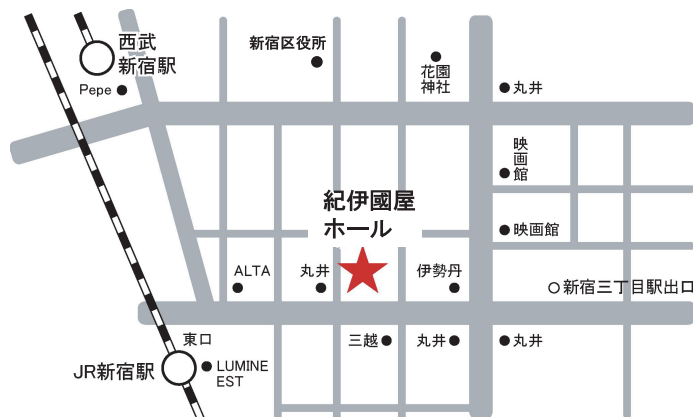 西武
新宿駅
Pepe
新宿区役所
花園
神社
丸井
映画館
映画館
紀伊國屋
ホール
ALTA
丸井
伊勢丹
新宿三丁目駅出口
東口
三越
丸井
丸井
JR新宿駅
LUMINE
EST